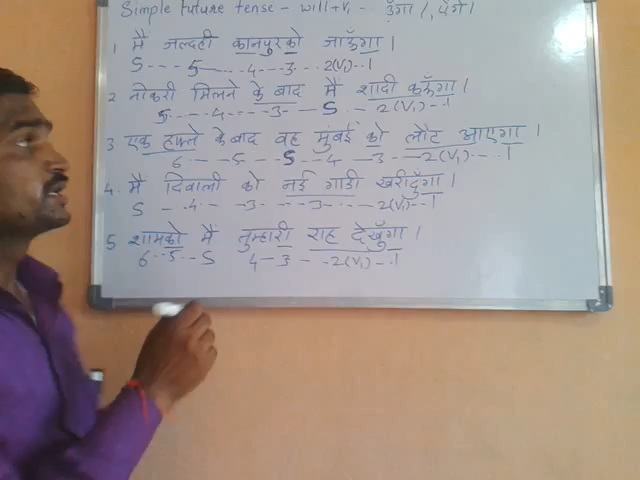 Simple future tense - will + V₁ - ऊँगा /, येंगे।
1 मैं जल्दही कानपुरको जाऊँगा।
S --- 5 --- 4 -- 3 -- 2(V₁) -- 1
2 नोकरी मिलने के बाद मैं शादी करूँगा।
5 --- 4 --- 3 --- S -- 2(V₁) -- 1
3 एक हफ्ते के बाद वह मुंबई को लौट आएगा।
6 --- 5 -- S -- 4 --- 3 --- 2(V₁) -- 1
4. मैं दिवाली को नई गाडी खरीदुँगा।
S --- 4 --- 3 --- 3 --- 2(V₁) -- 1
5 शामको मैं तुम्हारी राह देखुँगा।
6 -- 5 -- S 4 -- 3 -- 2(V₁) -- 1